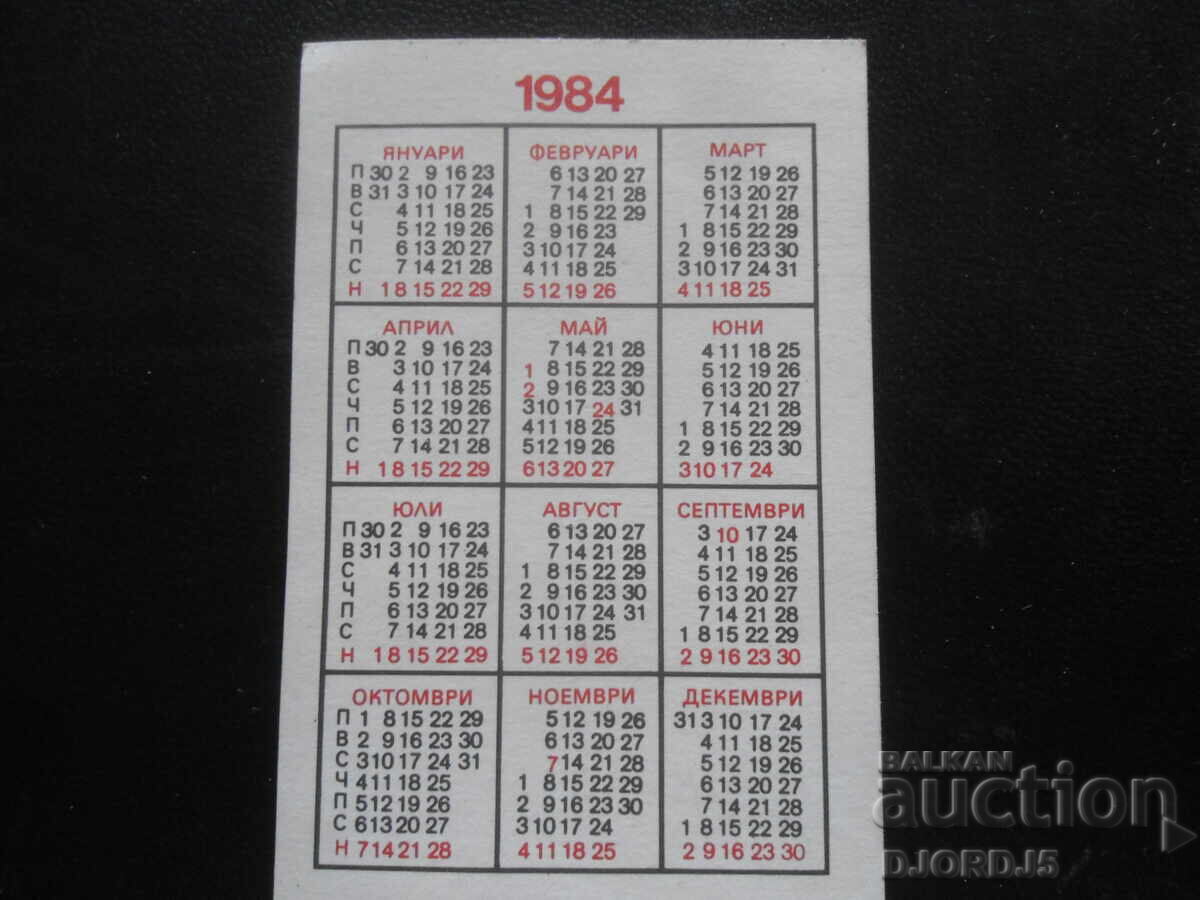 1984
ЯНУАРИ
П 30 2 9 16 23
В 31 3 10 17 24
С 4 11 18 25
Ч 5 12 19 26
П 6 13 20 27
С 7 14 21 28
Н 1 8 15 22 29
ФЕВРУАРИ
6 13 20 27
7 14 21 28
1 8 15 22 29
2 9 16 23
3 10 17 24
4 11 18 25
5 12 19 26
МАРТ
5 12 19 26
6 13 20 27
7 14 21 28
1 8 15 22 29
2 9 16 23 30
3 10 17 24 31
4 11 18 25
АПРИЛ
П 30 2 9 16 23
В 3 10 17 24
С 4 11 18 25
Ч 5 12 19 26
П 6 13 20 27
С 7 14 21 28
Н 1 8 15 22 29
МАЙ
7 14 21 28
1 8 15 22 29
2 9 16 23 30
3 10 17 24 31
4 11 18 25
5 12 19 26
6 13 20 27
ЮНИ
4 11 18 25
5 12 19 26
6 13 20 27
7 14 21 28
1 8 15 22 29
2 9 16 23 30
3 10 17 24
ЮЛИ
П 30 2 9 16 23
В 31 3 10 17 24
С 4 11 18 25
Ч 5 12 19 26
П 6 13 20 27
С 7 14 21 28
Н 1 8 15 22 29
АВГУСТ
6 13 20 27
7 14 21 28
1 8 15 22 29
2 9 16 23 30
3 10 17 24 31
4 11 18 25
5 12 19 26
СЕПТЕМВРИ
3 10 17 24
4 11 18 25
5 12 19 26
6 13 20 27
7 14 21 28
1 8 15 22 29
2 9 16 23 30
ОКТОМВРИ
П 1 8 15 22 29
В 2 9 16 23 30
С 3 10 17 24 31
Ч 4 11 18 25
П 5 12 19 26
С 6 13 20 27
Н 7 14 21 28
НОЕМВРИ
5 12 19 26
6 13 20 27
7 14 21 28
1 8 15 22 29
2 9 16 23 30
3 10 17 24
4 11 18 25
ДЕКЕМВРИ
31 3 10 17 24
4 11 18 25
5 12 19 26
6 13 20 27
7 14 21 28
1 8 15 22 29
2 9 16 23 30
BALKAN
auction
DJORDJ5